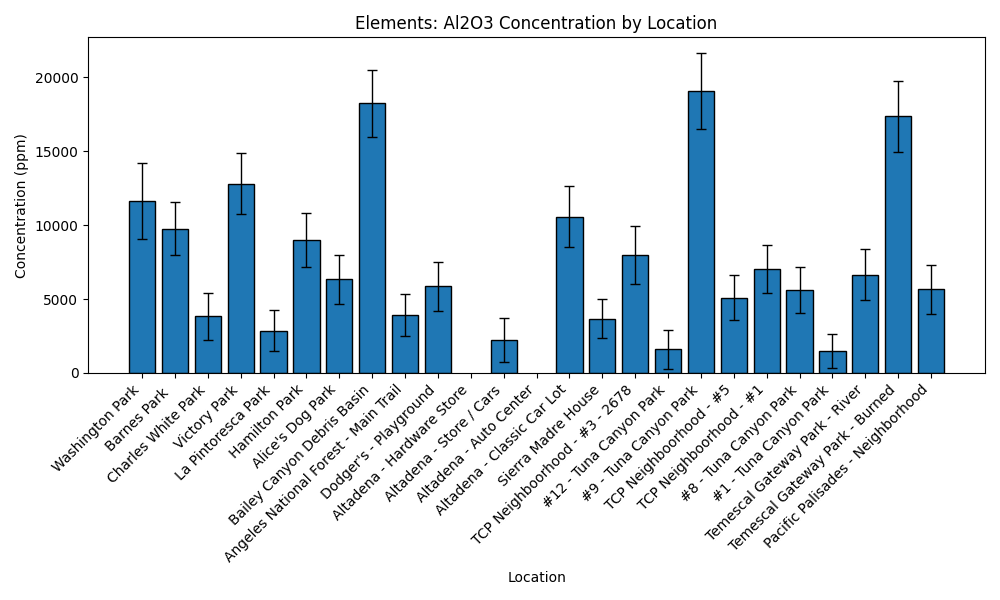 Elements: Al2O3 Concentration by Location
Concentration (ppm)
20000
15000
10000
5000
0
Washington Park
Barnes Park
Charles White Park
Victory Park
La Pintoresca Park
Hamilton Park
Alice's Dog Park
Bailey Canyon Debris Basin
Angeles National Forest - Main Trail
Dodger's - Playground
Altadena - Hardware Store
Altadena - Store / Cars
Altadena - Auto Center
Altadena - Classic Car Lot
Sierra Madre House
TCP Neighborhood - #3 - 2678
#12 - Tuna Canyon Park
#9 - Tuna Canyon Park
TCP Neighborhood - #5
TCP Neighborhood - #1
#8 - Tuna Canyon Park
#1 - Tuna Canyon Park
Temescal Gateway Park - River
Temescal Gateway Park - Burned
Pacific Palisades - Neighborhood
Location